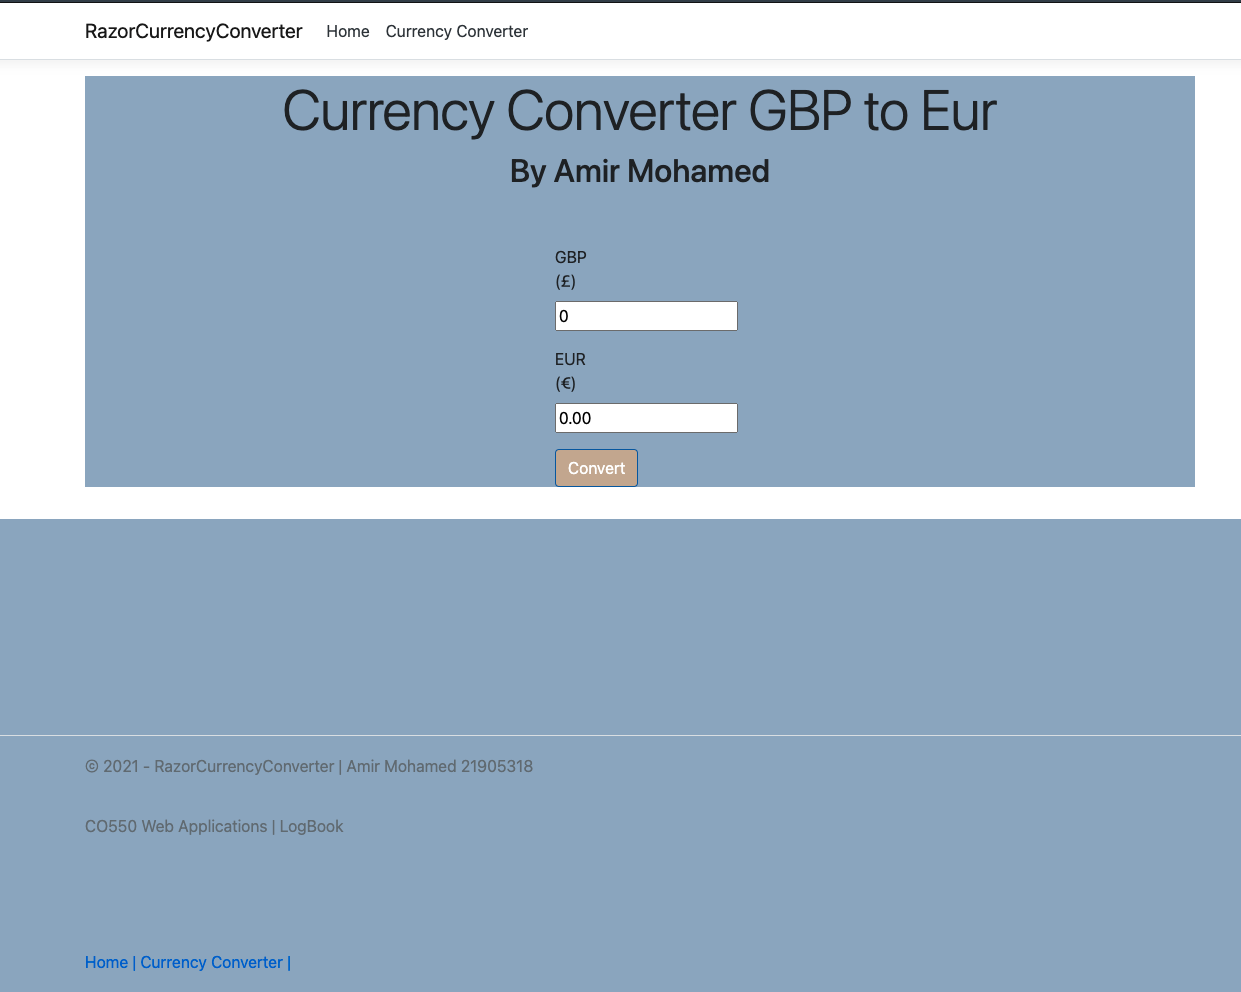 RazorCurrencyConverter Home Currency Converter
Currency Converter GBP to Eur
By Amir Mohamed
GBP
(£)
0
EUR
(€)
0.00
Convert
© 2021 - RazorCurrencyConverter | Amir Mohamed 21905318
CO550 Web Applications | LogBook
Home | Currency Converter |